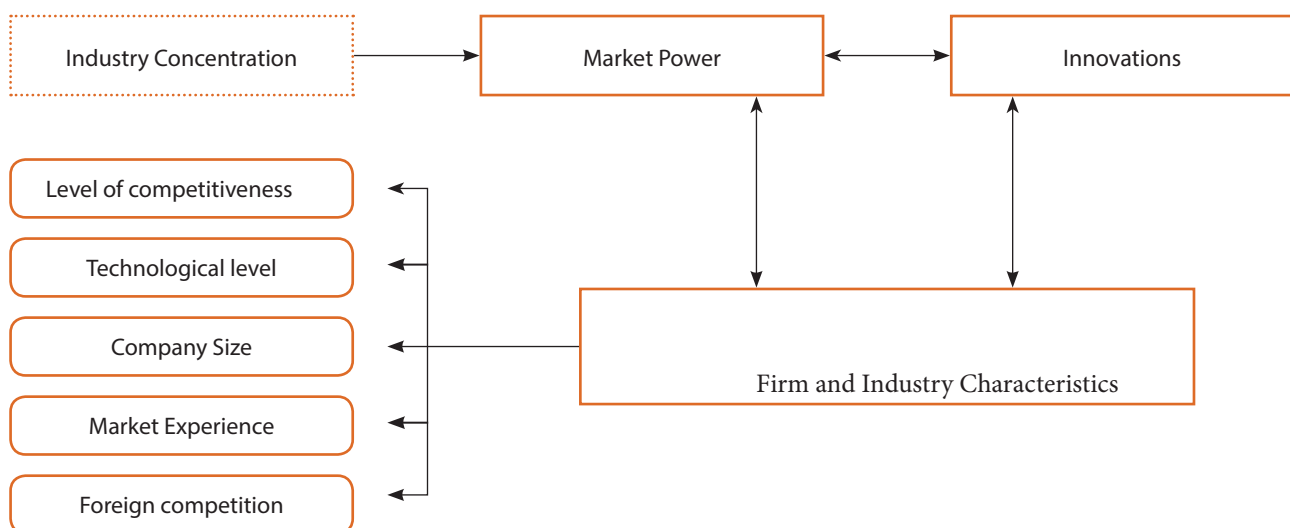 Industry Concentration
Market Power
Innovations
Level of competitiveness
Technological level
Company Size
Firm and Industry Characteristics
Market Experience
Foreign competition